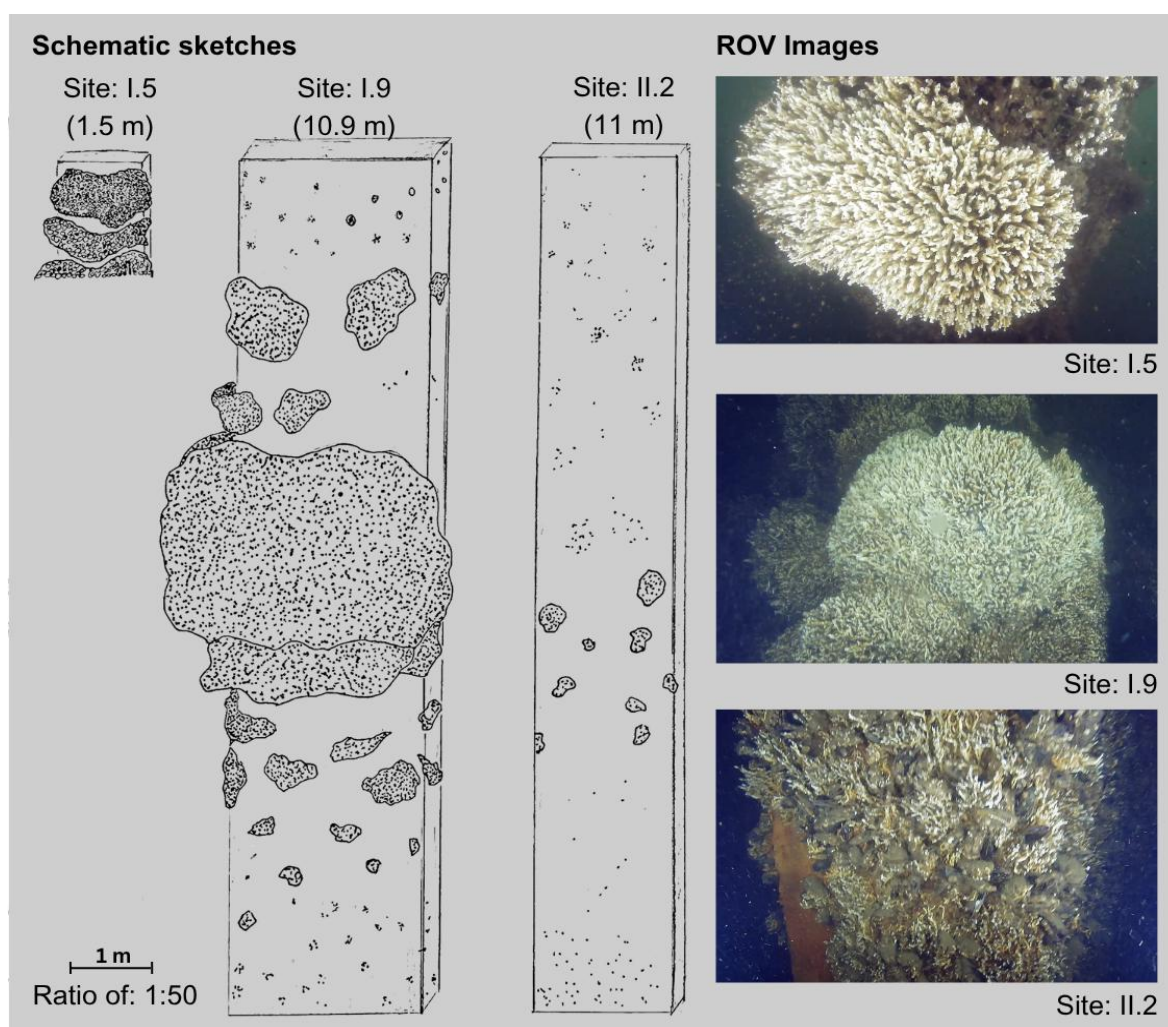 Schematic sketches
Site: I.5
(1.5 m)
Site: I.9
(10.9 m)
Site: II.2
(11 m)
1 m
Ratio of: 1:50
ROV Images
Site: I.5
Site: I.9
Site: II.2